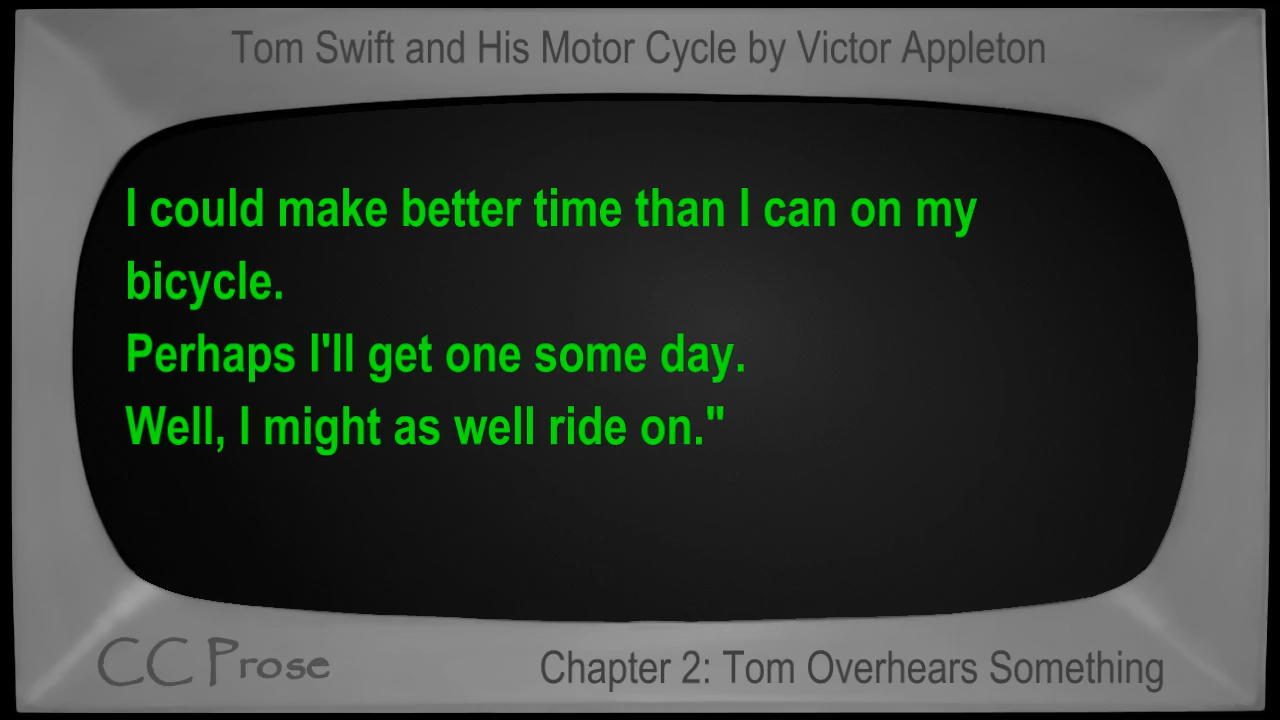 Tom Swift and His Motor Cycle by Victor Appleton
I could make better time than I can on my
bicycle.
Perhaps I'll get one some day.
Well, I might as well ride on."
CC Prose
Chapter 2: Tom Overhears Something